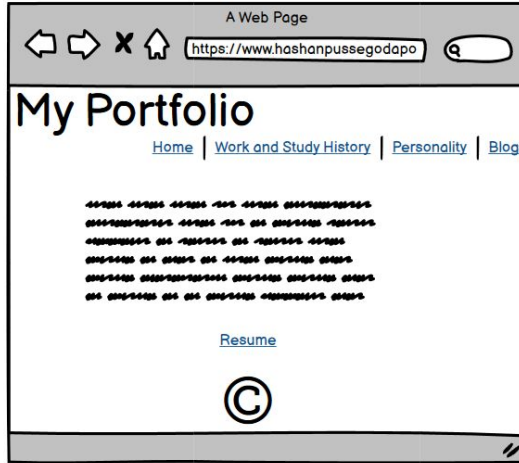 A Web Page
https://www.hashanpussegodapo
My Portfolio
Home | Work and Study History | Personality | Blog
Resume
©